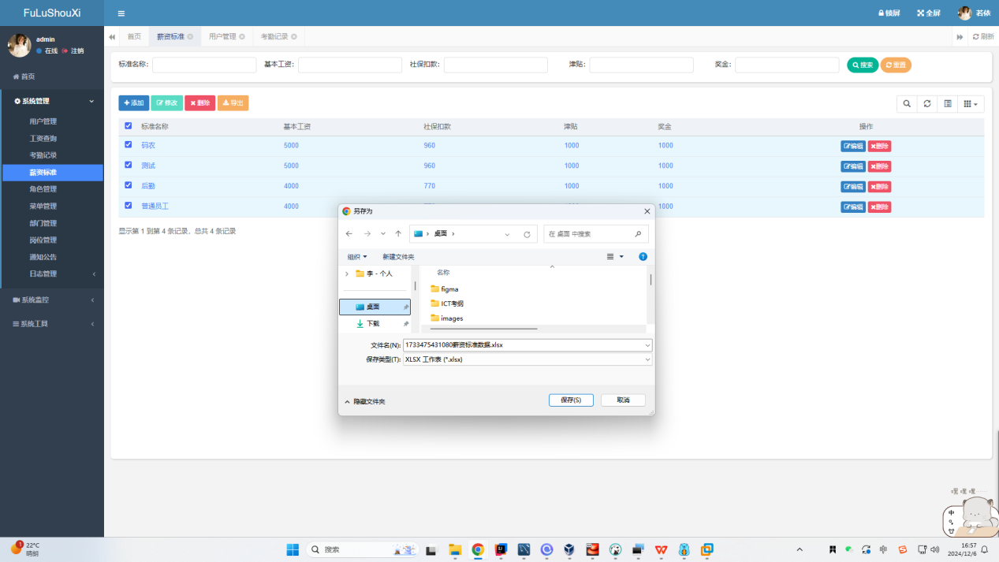 FuLuShouXi
锁屏 全屏 若依
admin
在线 注销
首页 薪资标准 用户管理 考勤记录 刷新
首页
系统管理
用户管理
工资查询
考勤记录
薪资标准
角色管理
菜单管理
部门管理
岗位管理
通知公告
日志管理
系统监控
系统工具
标准名称: 基本工资: 社保扣款: 津贴: 奖金: 搜索 重置
添加 修改 删除 导出
标准名称 基本工资 社保扣款 津贴 奖金 操作
码农 5000 960 1000 1000 编辑 删除
测试 5000 960 1000 1000 编辑 删除
后勤 4000 770 1000 1000 编辑 删除
普通员工 4000 1000 编辑 删除
显示第 1 到第 4 条记录，总共 4 条记录
另存为
桌面 在 桌面 中搜索
组织 新建文件夹
李 - 个人
桌面
下载
名称
figma
ICT考纲
images
文件名(N): 1733475431080薪资标准数据.xlsx
保存类型(T): XLSX 工作表 (*.xlsx)
隐藏文件夹 保存(S) 取消
嘿 嘿 嘿
中
1
22°C
晴朗
搜索
中
16:57
2024/12/6